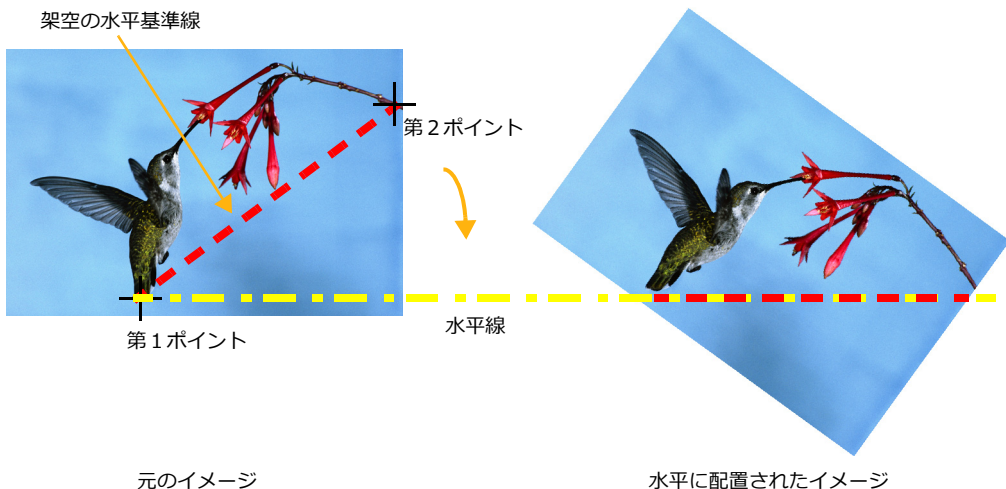 架空の水平基準線
第２ポイント
水平線
第１ポイント
元のイメージ
水平に配置されたイメージ